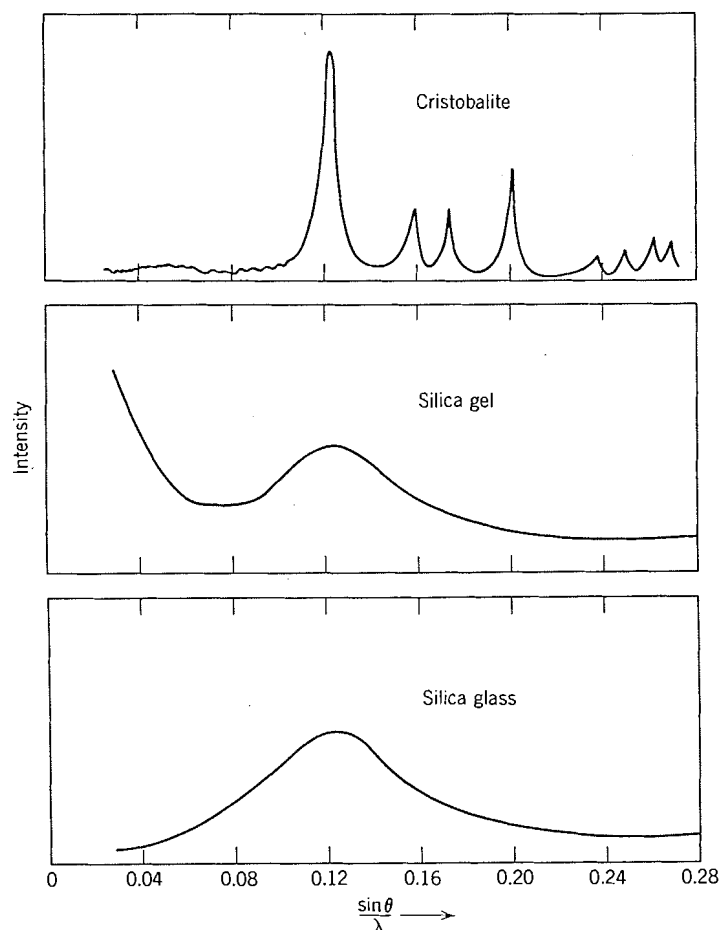 Cristobalite
Silica gel
Intensity
Silica glass
0 0.04 0.08 0.12 0.16 0.20 0.24 0.28
sin θ
λ